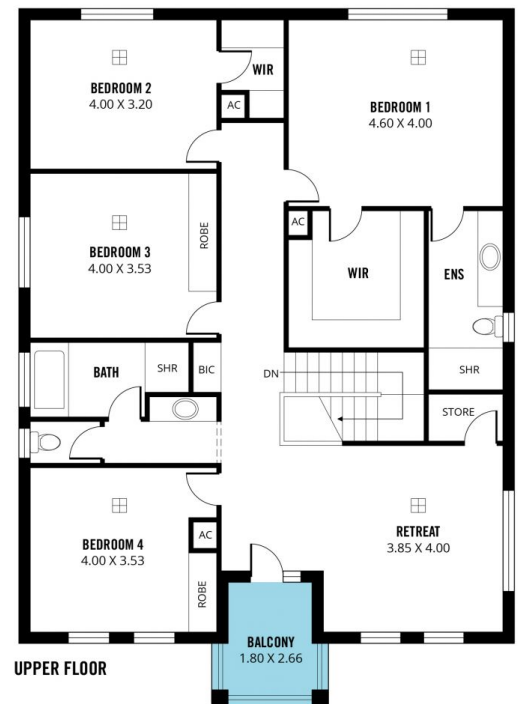 BEDROOM 2
4.00 X 3.20
WIR
AC
BEDROOM 1
4.60 X 4.00
BEDROOM 3
4.00 X 3.53
ROBE
AC
WIR
ENS
BATH
SHR
BIC
DN
SHR
STORE
BEDROOM 4
4.00 X 3.53
AC
ROBE
RETREAT
3.85 X 4.00
BALCONY
1.80 X 2.66
UPPER FLOOR